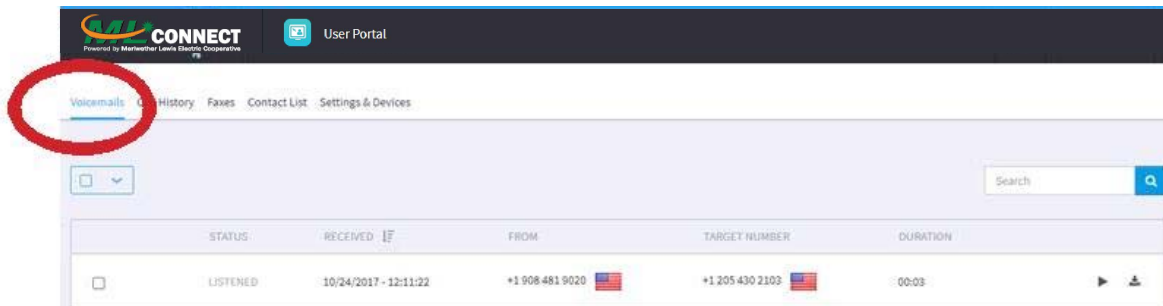 MLCONNECT
Powered by Meriwether Lewis Electric Cooperative
User Portal
Voicemails History Faxes Contact List Settings & Devices
Search
STATUS RECEIVED FROM TARGET NUMBER DURATION
LISTENED 10/24/2017 - 12:11:22 +1 908 481 9020 +1 205 430 2103 00:03